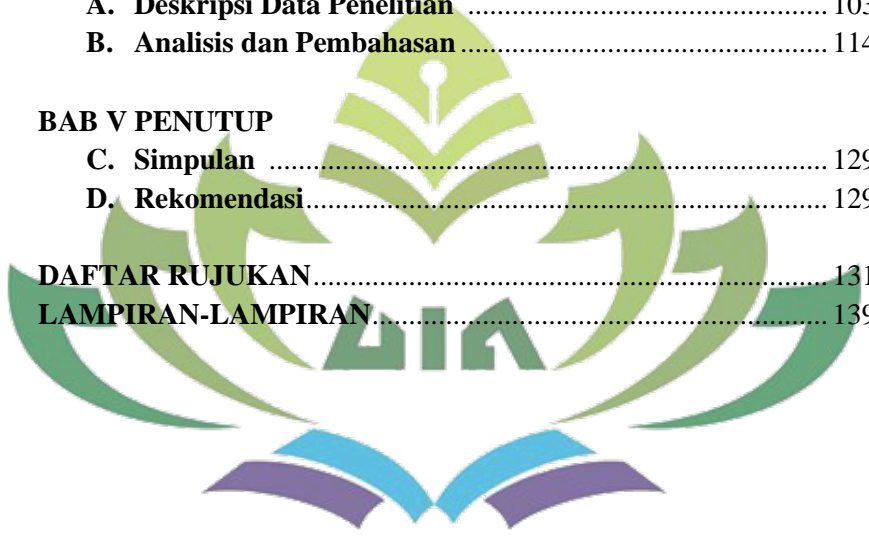 A. Deskripsi Data Penelitian ........................................................ 103
B. Analisis dan Pembahasan ......................................................... 114
BAB V PENUTUP
C. Simpulan ..................................................................................... 129
D. Rekomendasi ............................................................................... 129
DAFTAR RUJUKAN ............................................................................... 131
LAMPIRAN-LAMPIRAN ....................................................................... 139